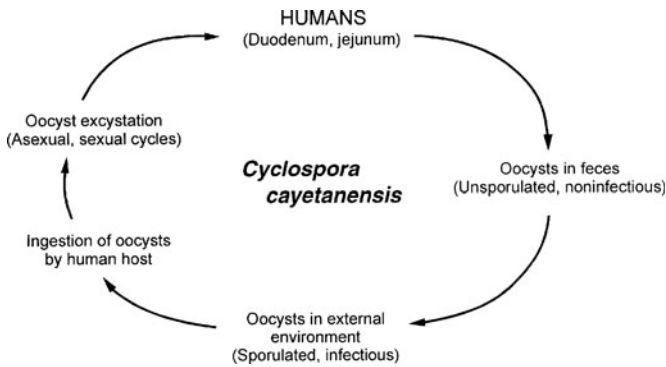 HUMANS
(Duodenum, jejunum)
Oocyst excystation
(Asexual, sexual cycles)
Cyclospora
cayetanensis
Oocysts in feces
(Unsporulated, noninfectious)
Ingestion of oocysts
by human host
Oocysts in external
environment
(Sporulated, infectious)